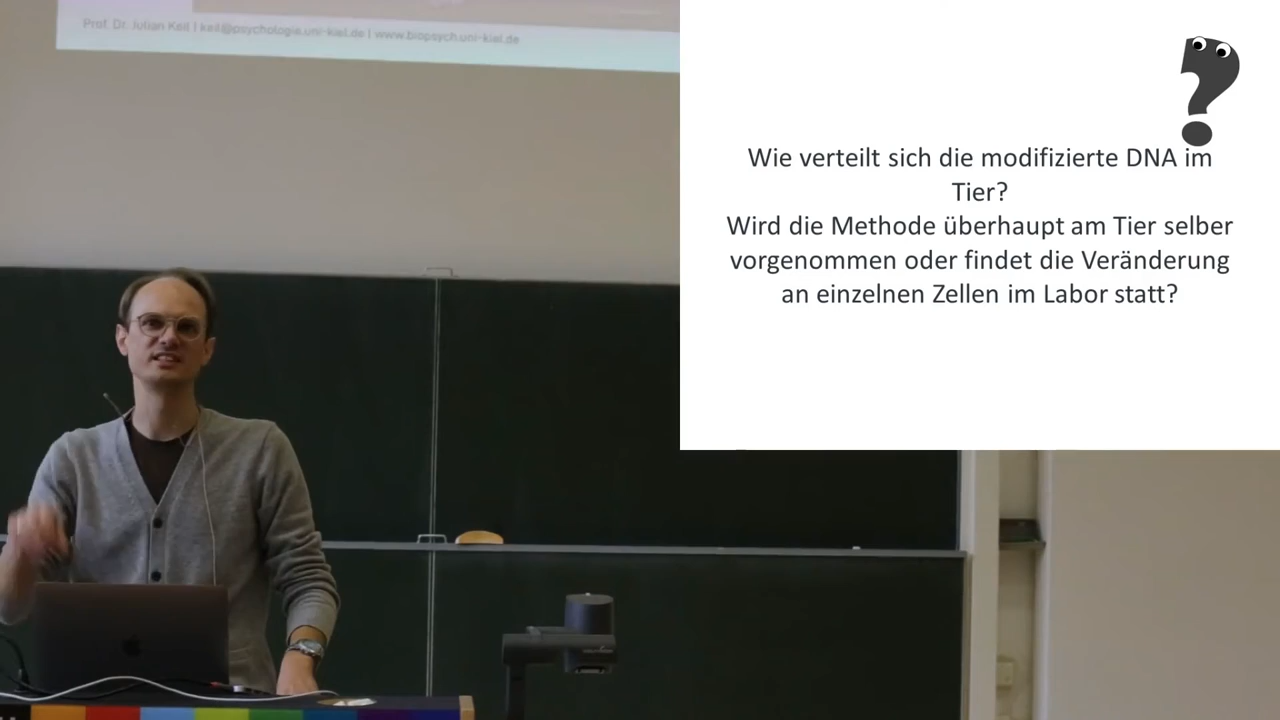 Prof. Dr. Julian Keil | keil@psychologie.uni-kiel.de | www.biopsych.uni-kiel.de
Wie verteilt sich die modifizierte DNA im
Tier?
Wird die Methode überhaupt am Tier selber
vorgenommen oder findet die Veränderung
an einzelnen Zellen im Labor statt?